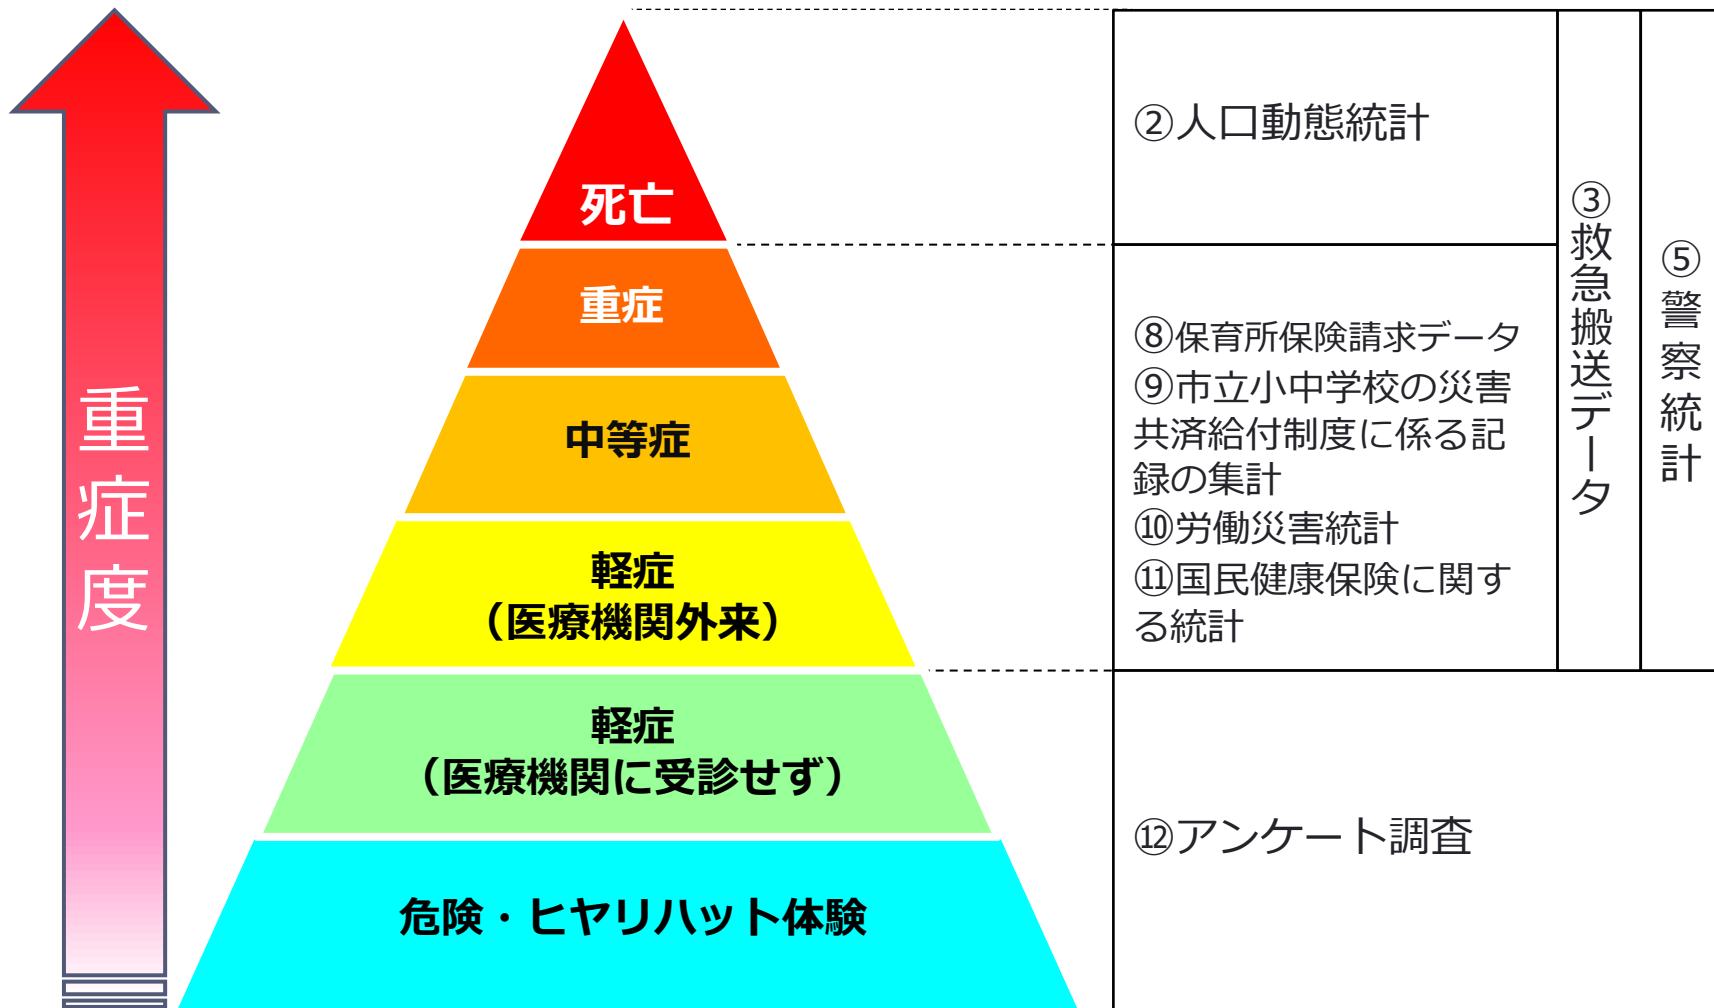 重症度
死亡
重症
中等症
軽症
（医療機関外来）
軽症
（医療機関に受診せず）
危険・ヒヤリハット体験
②人口動態統計
⑧保育所保険請求データ
⑨市立小中学校の災害
共済給付制度に係る記
録の集計
⑩労働災害統計
⑪国民健康保険に関す
る統計
③救急搬送データ
⑤警察統計
⑫アンケート調査